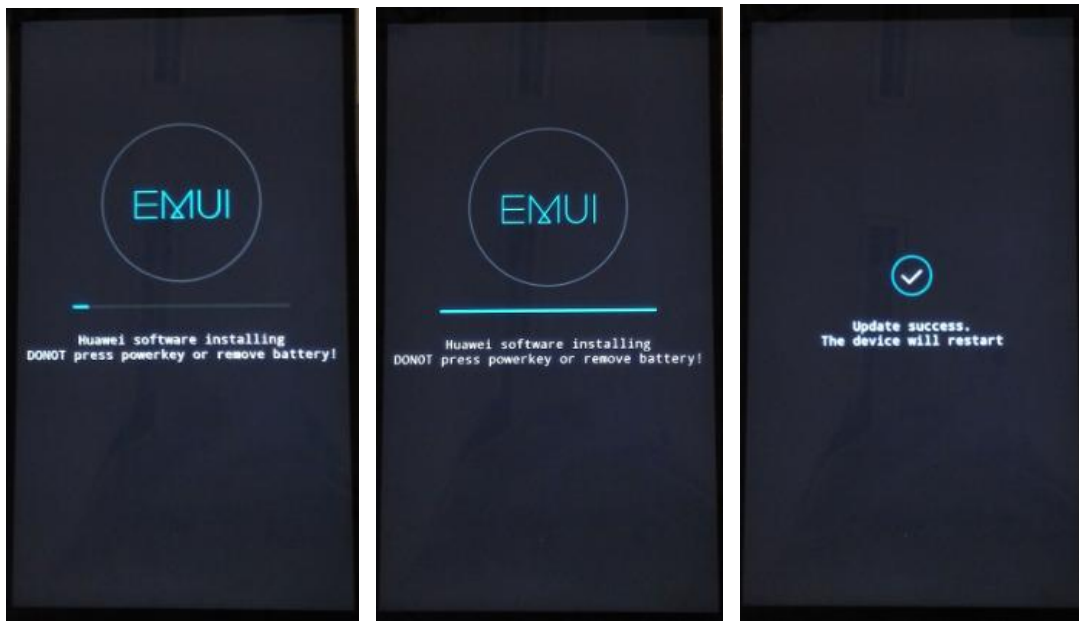 EMUI
Huawei software installing
DONOT press powerkey or remove battery!
EMUI
Huawei software installing
DONOT press powerkey or remove battery!
Update success.
The device will restart